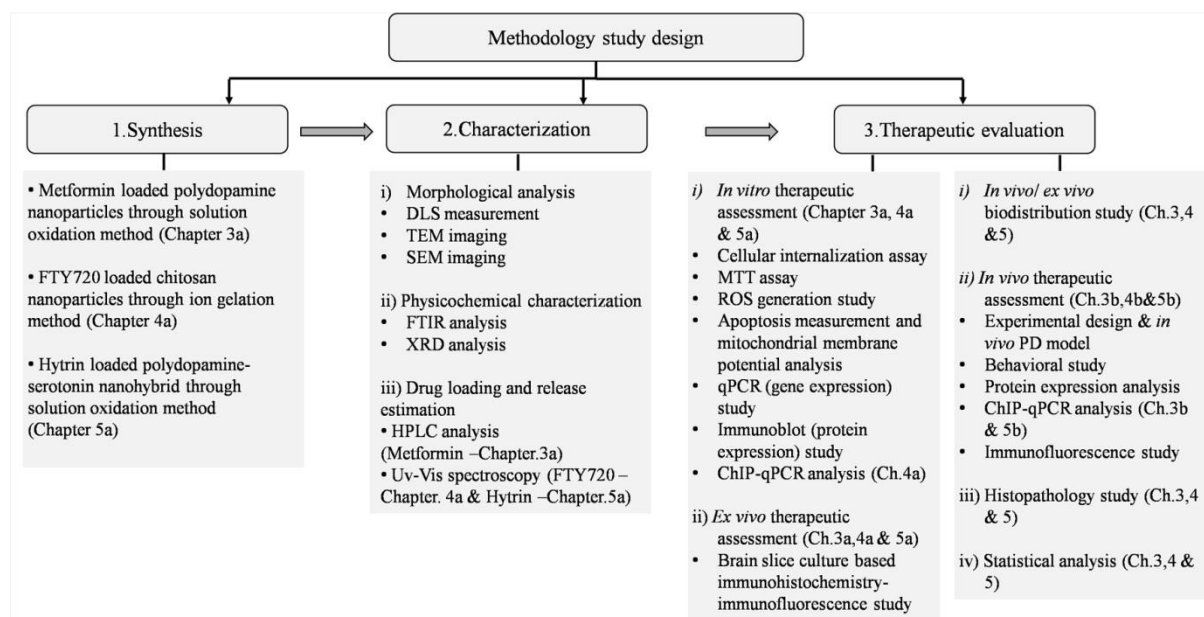 Methodology study design
1.Synthesis
2.Characterization
3.Therapeutic evaluation
• Metformin loaded polydopamine
nanoparticles through solution
oxidation method (Chapter 3a)
• FTY720 loaded chitosan
nanoparticles through ion gelation
method (Chapter 4a)
• Hytrin loaded polydopamine-
serotonin nanohybrid through
solution oxidation method
(Chapter 5a)
i) Morphological analysis
• DLS measurement
• TEM imaging
• SEM imaging
ii) Physicochemical characterization
• FTIR analysis
• XRD analysis
iii) Drug loading and release
estimation
• HPLC analysis
(Metformin –Chapter.3a)
• Uv-Vis spectroscopy (FTY720 –
Chapter. 4a & Hytrin –Chapter.5a)
i) In vitro therapeutic
assessment (Chapter 3a, 4a
& 5a)
• Cellular internalization assay
• MTT assay
• ROS generation study
• Apoptosis measurement and
mitochondrial membrane
potential analysis
• qPCR (gene expression)
study
• Immunoblot (protein
expression) study
• ChIP-qPCR analysis (Ch.4a)
ii) Ex vivo therapeutic
assessment (Ch.3a,4a & 5a)
• Brain slice culture based
immunohistochemistry-
immunofluorescence study
i) In vivo/ ex vivo
biodistribution study (Ch.3,4
&5)
ii) In vivo therapeutic
assessment (Ch.3b,4b&5b)
• Experimental design & in
vivo PD model
• Behavioral study
• Protein expression analysis
• ChIP-qPCR analysis (Ch.3b
& 5b)
• Immunofluorescence study
iii) Histopathology study (Ch.3,4
& 5)
iv) Statistical analysis (Ch.3,4 &
5)